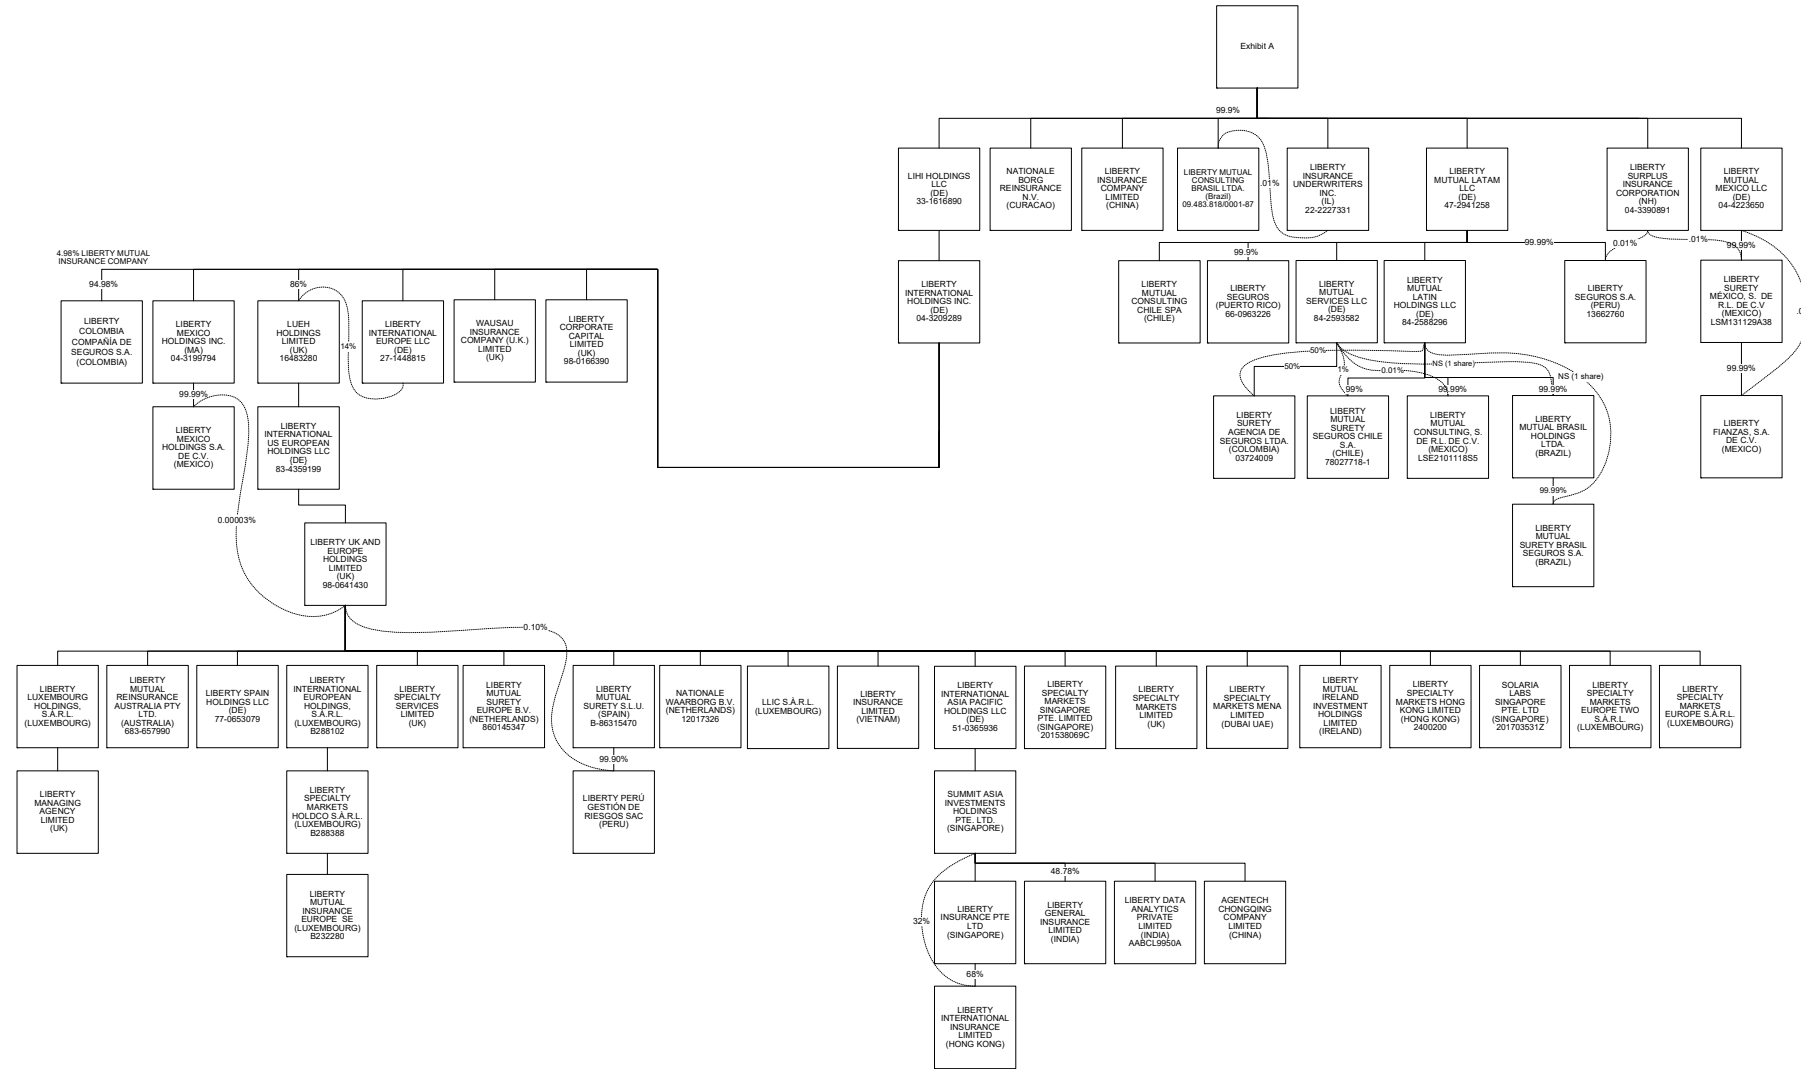 Exhibit A
99.9%
LIHI HOLDINGS
LLC
(DE)
33-1616890
NATIONALE
BORG
REINSURANCE
N.V.
(CURACAO)
LIBERTY
INSURANCE
COMPANY
LIMITED
(CHINA)
LIBERTY MUTUAL
CONSULTING
BRASIL LTDA.
(Brazil)
09.483.818/0001-87
.01%
LIBERTY
INSURANCE
UNDERWRITERS
INC.
(IL)
22-2227331
LIBERTY
MUTUAL LATAM
LLC
(DE)
47-2941258
LIBERTY
SURPLUS
INSURANCE
CORPORATION
(NH)
04-3390891
LIBERTY
MUTUAL
MEXICO LLC
(DE)
04-4223650
99.9%
99.99%
0.01%
.01%
99.99%
LIBERTY
INTERNATIONAL
HOLDINGS INC.
(DE)
04-3209289
LIBERTY
MUTUAL
CONSULTING
CHILE SPA
(CHILE)
LIBERTY
SEGUROS
(PUERTO RICO)
66-0963226
LIBERTY
MUTUAL
SERVICES LLC
(DE)
84-2593582
LIBERTY
MUTUAL
LATIN
HOLDINGS LLC
(DE)
84-2588296
LIBERTY
SEGUROS S.A.
(PERU)
13662760
LIBERTY
SURETY
MÉXICO, S. DE
R.L. DE C.V
(MEXICO)
LSM131129A38
4.98% LIBERTY MUTUAL
INSURANCE COMPANY
94.98%
86%
14%
LIBERTY
COLOMBIA
COMPAÑÍA DE
SEGUROS S.A.
(COLOMBIA)
LIBERTY
MEXICO
HOLDINGS INC.
(MA)
04-3199794
LUEH
HOLDINGS
LIMITED
(UK)
16483280
LIBERTY
INTERNATIONAL
EUROPE LLC
(DE)
27-1448815
WAUSAU
INSURANCE
COMPANY (U.K.)
LIMITED
(UK)
LIBERTY
CORPORATE
CAPITAL
LIMITED
(UK)
98-0166390
50%
50%
1%
0.01%
NS (1 share)
NS (1 share)
99%
99.99%
99.99%
99.99%
LIBERTY
SURETY
AGENCIA DE
SEGUROS LTDA.
(COLOMBIA)
03724009
LIBERTY
MUTUAL
SURETY
SEGUROS CHILE
S.A.
(CHILE)
78027718-1
LIBERTY
MUTUAL
CONSULTING, S.
DE R.L. DE C.V.
(MEXICO)
LSE2101118S5
LIBERTY
MUTUAL BRASIL
HOLDINGS
LTDA.
(BRAZIL)
LIBERTY
FIANZAS, S.A.
DE C.V.
(MEXICO)
99.99%
LIBERTY
MUTUAL
SURETY BRASIL
SEGUROS S.A.
(BRAZIL)
99.99%
LIBERTY
MEXICO
HOLDINGS S.A.
DE C.V.
(MEXICO)
LIBERTY
INTERNATIONAL
US EUROPEAN
HOLDINGS LLC
(DE)
83-4359199
0.00003%
LIBERTY UK AND
EUROPE
HOLDINGS
LIMITED
(UK)
98-0641430
0.10%
LIBERTY
LUXEMBOURG
HOLDINGS,
S.À.R.L.
(LUXEMBOURG)
LIBERTY
MUTUAL
REINSURANCE
AUSTRALIA PTY
LTD.
(AUSTRALIA)
683-657990
LIBERTY SPAIN
HOLDINGS LLC
(DE)
77-0653079
LIBERTY
INTERNATIONAL
EUROPEAN
HOLDINGS,
S.À.R.L.
(LUXEMBOURG)
B288102
LIBERTY
SPECIALTY
SERVICES
LIMITED
(UK)
LIBERTY
MUTUAL
SURETY
EUROPE B.V.
(NETHERLANDS)
860145347
LIBERTY
MUTUAL
SURETY S.L.U.
(SPAIN)
B-86315470
NATIONALE
WAARBORG B.V.
(NETHERLANDS)
12017326
LLIC S.À.R.L.
(LUXEMBOURG)
LIBERTY
INSURANCE
LIMITED
(VIETNAM)
LIBERTY
INTERNATIONAL
ASIA PACIFIC
HOLDINGS LLC
(DE)
51-0365936
LIBERTY
SPECIALTY
MARKETS
SINGAPORE
PTE. LIMITED
(SINGAPORE)
201538069C
LIBERTY
SPECIALTY
MARKETS
LIMITED
(UK)
LIBERTY
SPECIALTY
MARKETS MENA
LIMITED
(DUBAI UAE)
LIBERTY
MUTUAL
IRELAND
INVESTMENT
HOLDINGS
LIMITED
(IRELAND)
LIBERTY
SPECIALTY
MARKETS HONG
KONG LIMITED
(HONG KONG)
2400200
SOLARIA
LABS
SINGAPORE
PTE. LTD
(SINGAPORE)
201703531Z
LIBERTY
SPECIALTY
MARKETS
EUROPE TWO
S.À.R.L.
(LUXEMBOURG)
LIBERTY
SPECIALTY
MARKETS
EUROPE S.À.R.L.
(LUXEMBOURG)
99.90%
LIBERTY
MANAGING
AGENCY
LIMITED
(UK)
LIBERTY
SPECIALTY
MARKETS
HOLDCO S.À.R.L.
(LUXEMBOURG)
B288388
LIBERTY PERÚ
GESTIÓN DE
RIESGOS SAC
(PERU)
SUMMIT ASIA
INVESTMENTS
HOLDINGS
PTE. LTD.
(SINGAPORE)
48.78%
32%
LIBERTY
MUTUAL
INSURANCE
EUROPE SE
(LUXEMBOURG)
B232280
LIBERTY
INSURANCE PTE
LTD
(SINGAPORE)
LIBERTY
GENERAL
INSURANCE
LIMITED
(INDIA)
LIBERTY DATA
ANALYTICS
PRIVATE
LIMITED
(INDIA)
AABCL9950A
AGENTECH
CHONGQING
COMPANY
LIMITED
(CHINA)
68%
LIBERTY
INTERNATIONAL
INSURANCE
LIMITED
(HONG KONG)